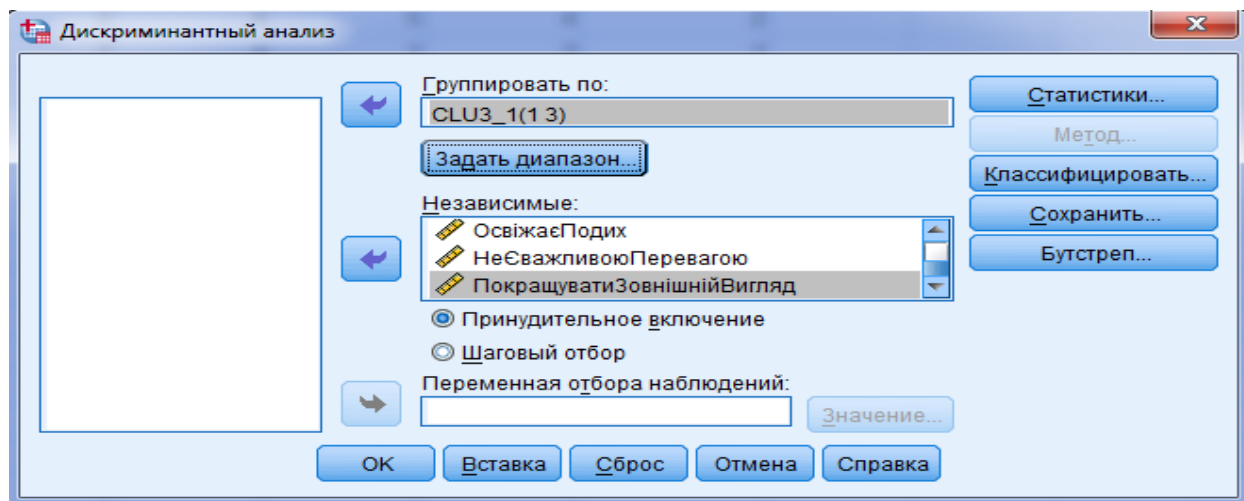 Дискриминантный анализ
Группировать по:
CLU3_1(1 3)
Задать диапазон...
Независимые:
ОсвіжаєПодих
НеЄважливоюПеревагою
ПокращуватиЗовнішнійВигляд
Принудительное включение
Шаговый отбор
Переменная отбора наблюдений:
Значение...
Статистики...
Метод...
Классифицировать...
Сохранить...
Бутстреп...
OK Вставка Сброс Отмена Справка